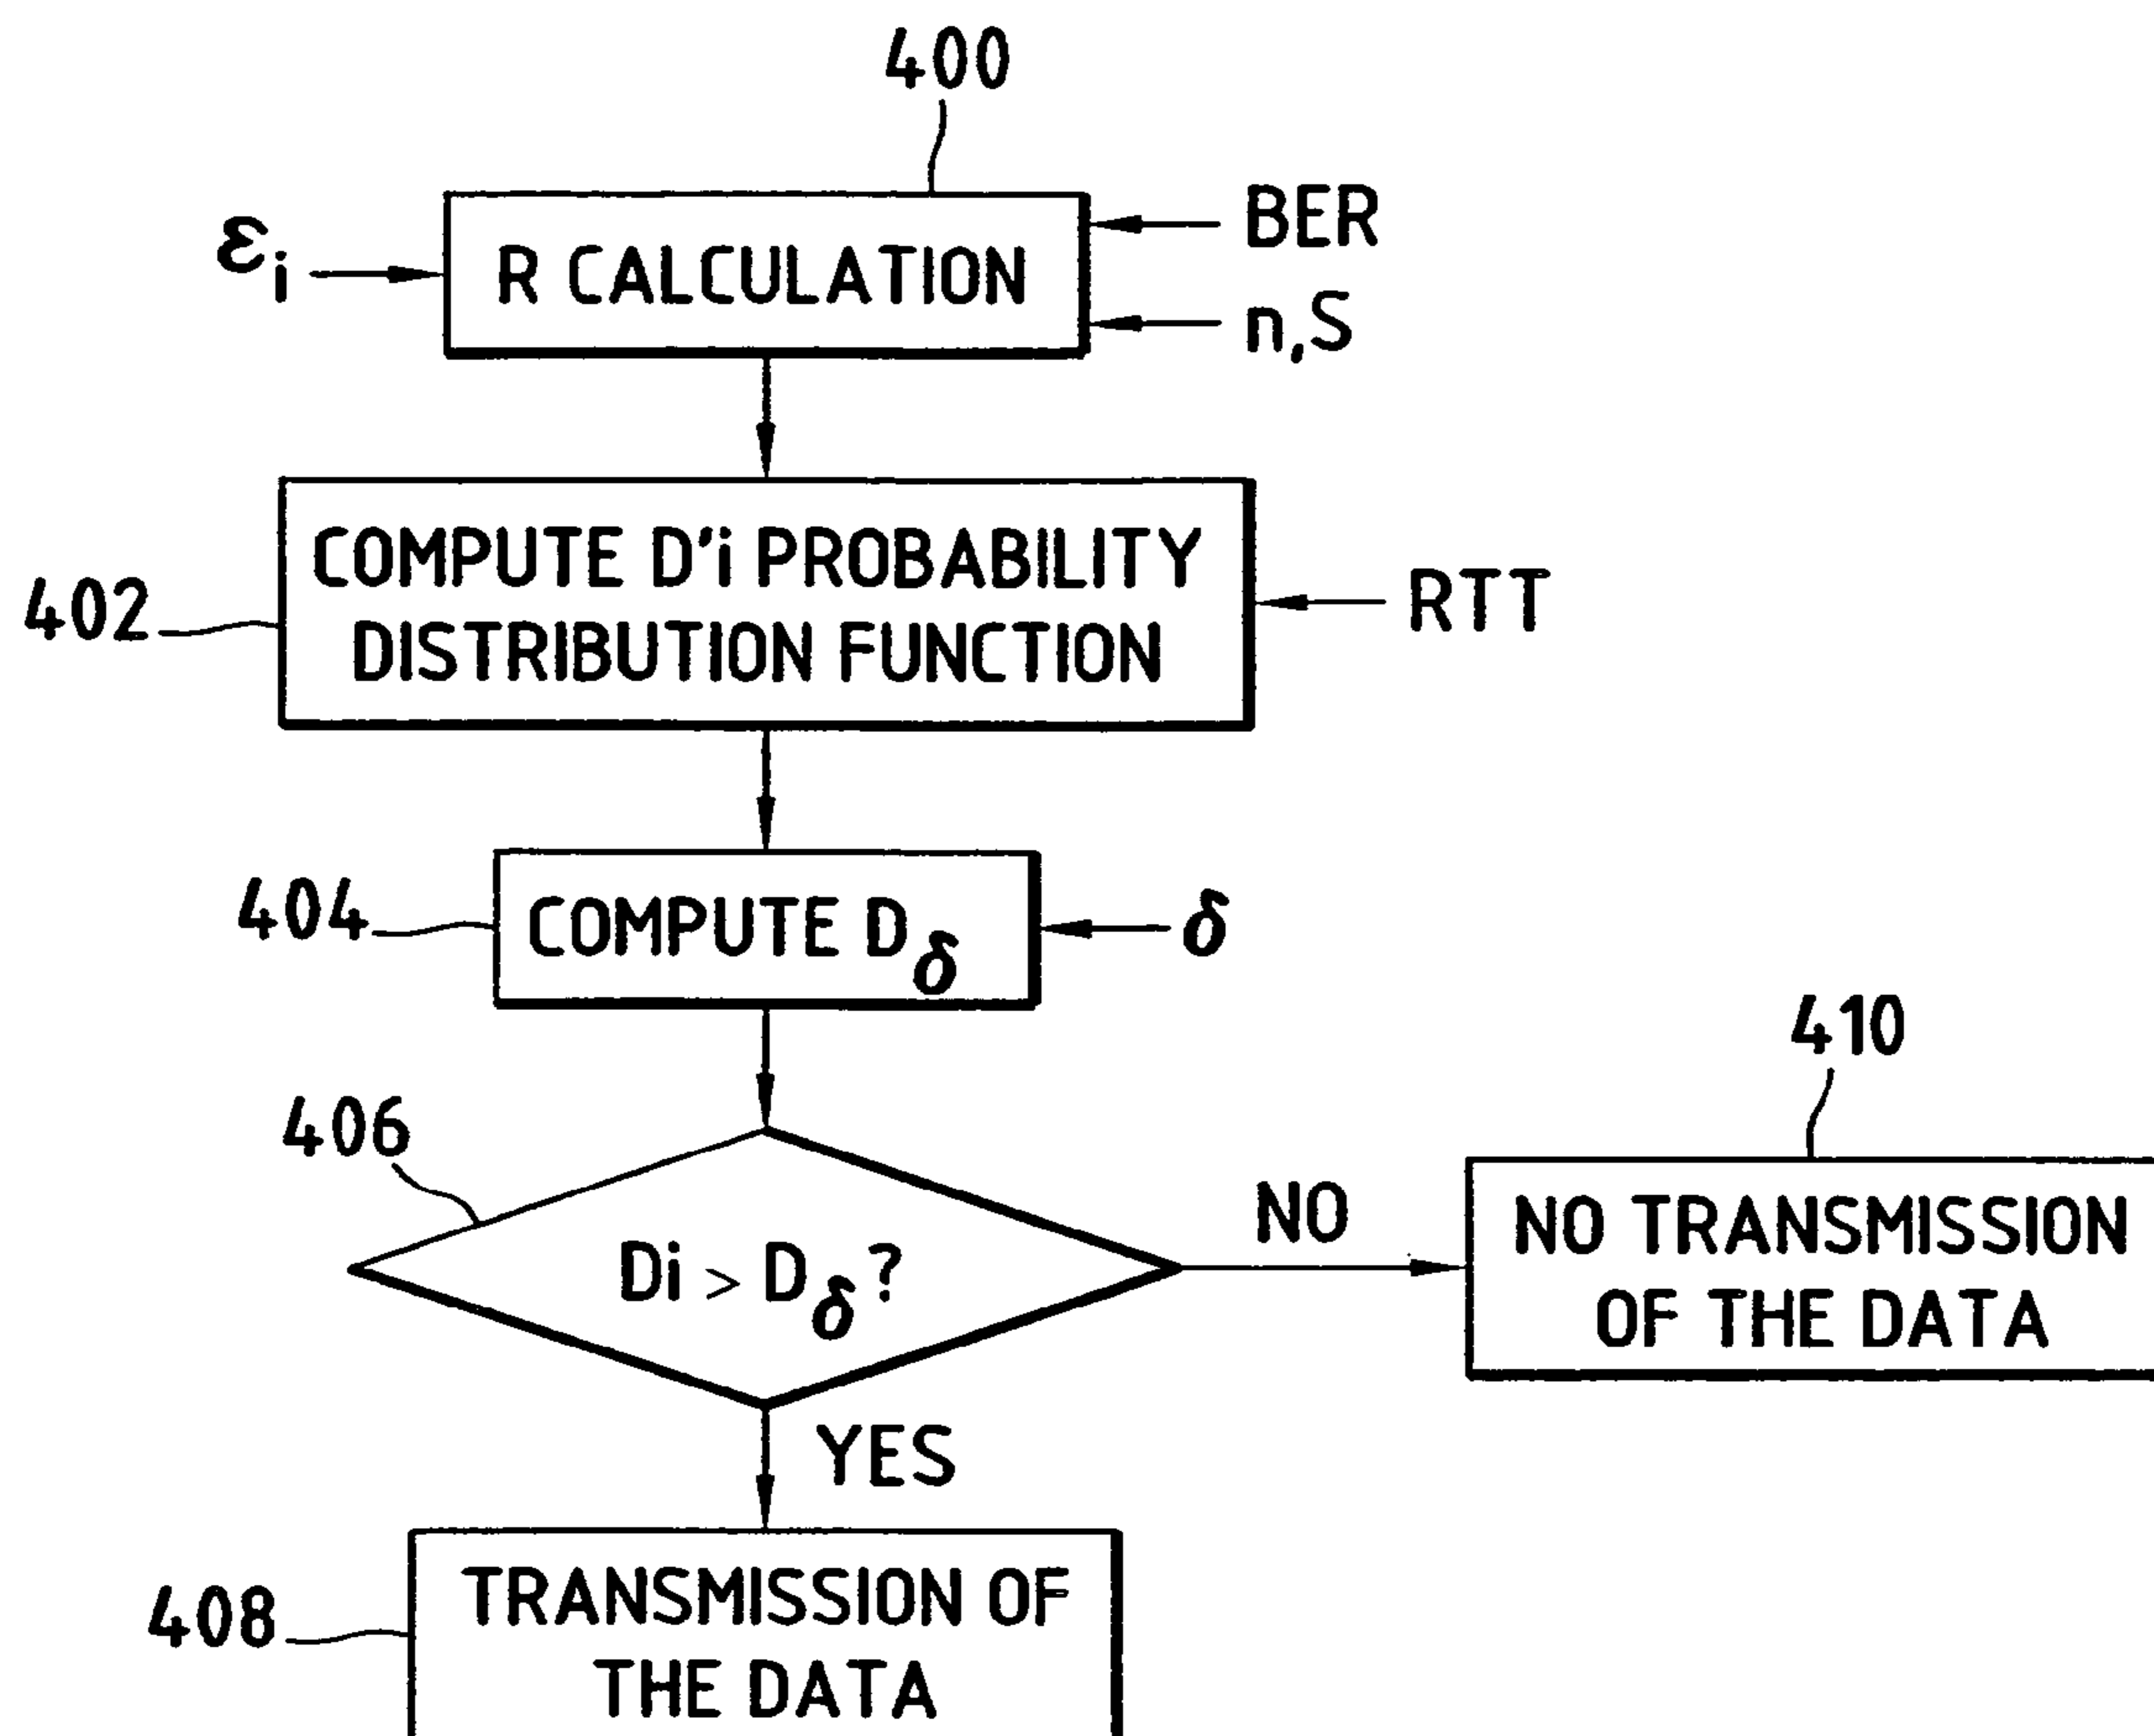 400
εi
R CALCULATION
BER
n,S
COMPUTE D'i PROBABILITY
DISTRIBUTION FUNCTION
402
RTT
404
COMPUTE Dδ
δ
410
406
Di > Dδ?
NO
NO TRANSMISSION
OF THE DATA
YES
408
TRANSMISSION OF
THE DATA